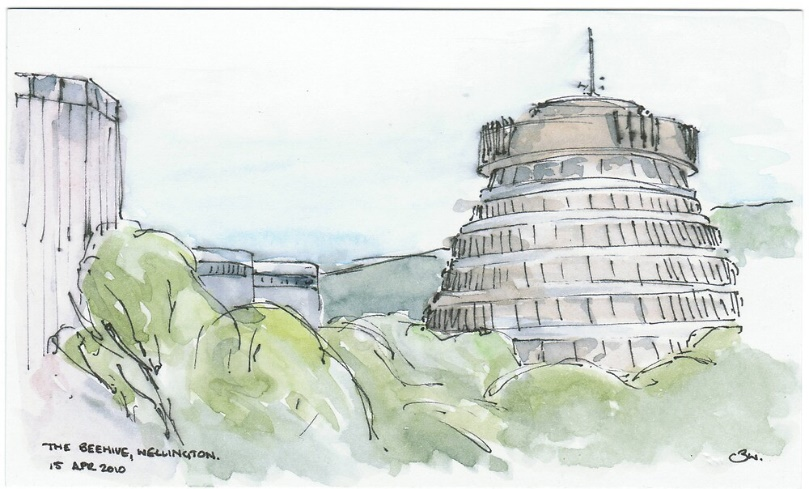 THE BEEHIVE, WELLINGTON.
15 APR 2010